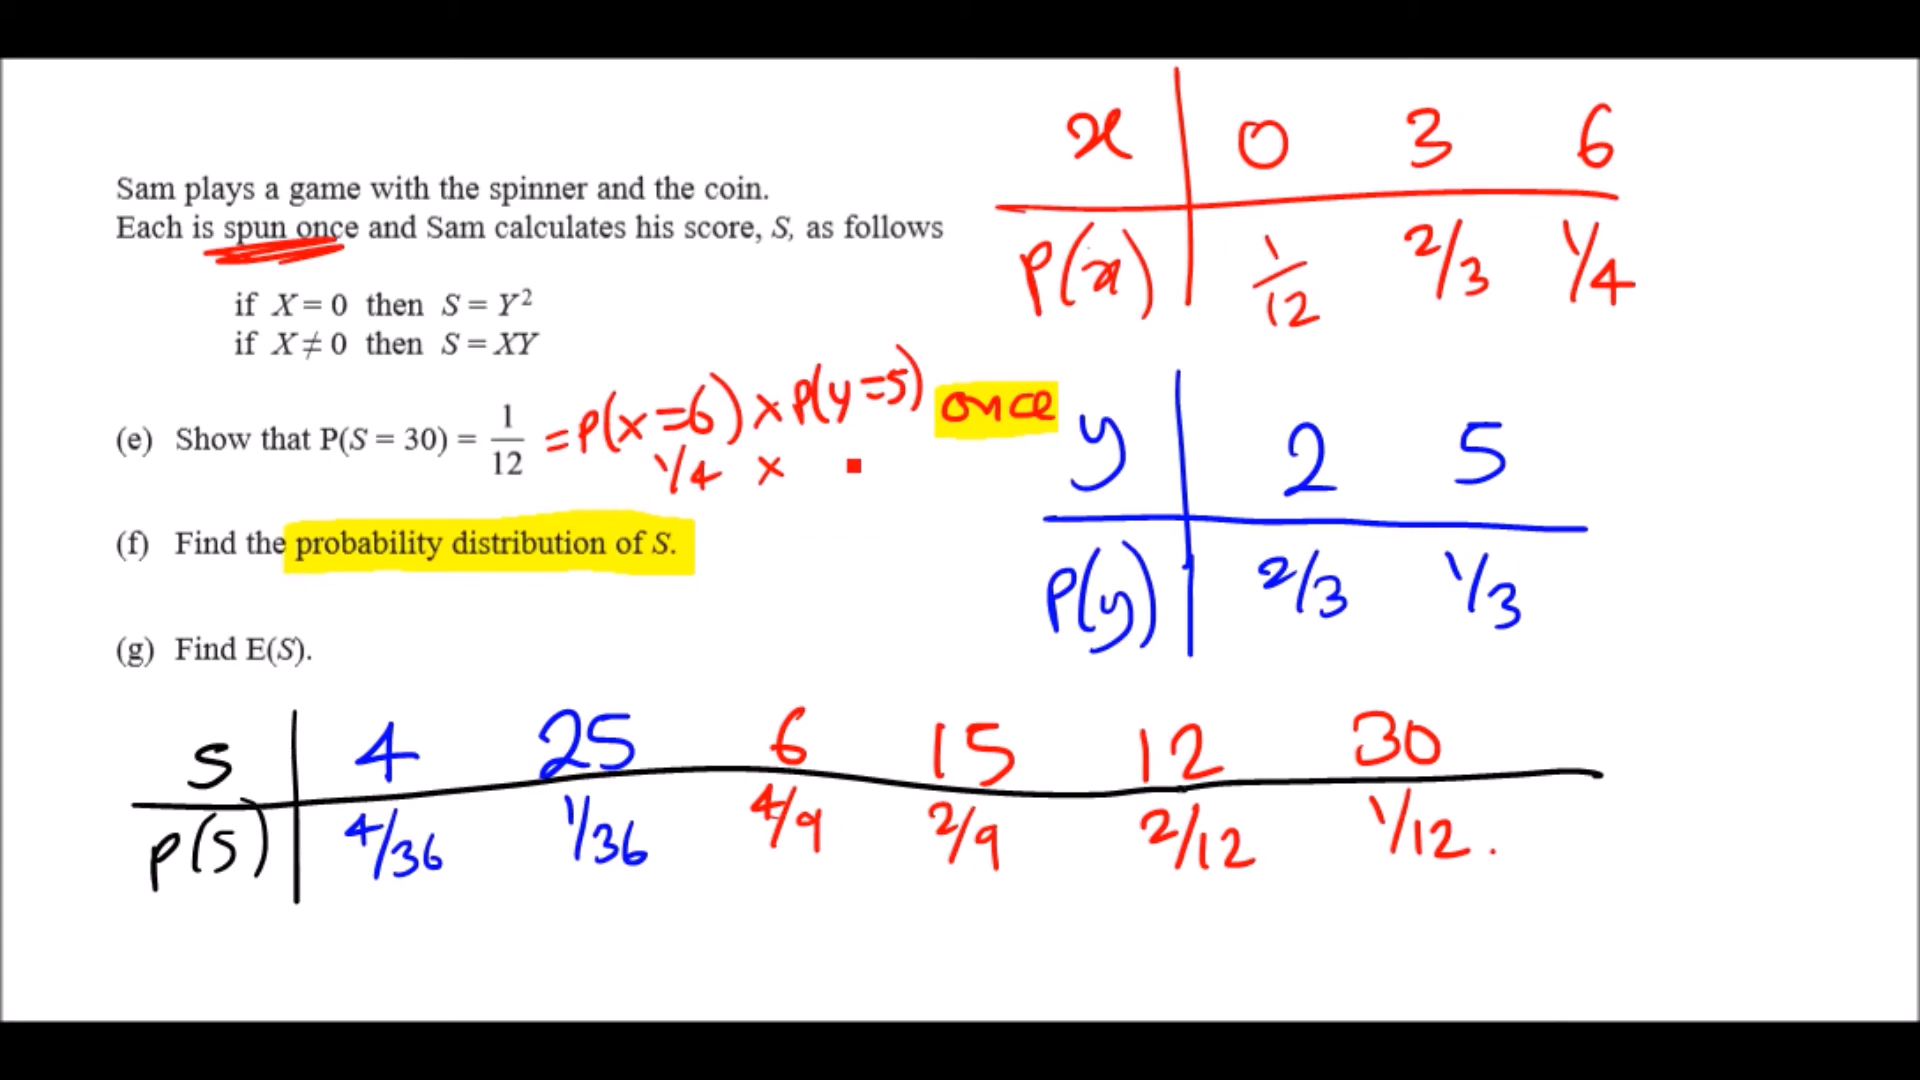 Sam plays a game with the spinner and the coin.
Each is spun once and Sam calculates his score, S, as follows
if X = 0 then S = Y²
if X ≠ 0 then S = XY
(e) Show that P(S = 30) = 1/12 = P(x=6) x P(y=5) once
1/4 x
(f) Find the probability distribution of S.
(g) Find E(S).
x 0 3 6
P(x) 1/12 2/3 1/4
y 2 5
P(y) 2/3 1/3
S 4 25 6 15 12 30
P(S) 4/36 1/36 4/9 2/9 2/12 1/12.